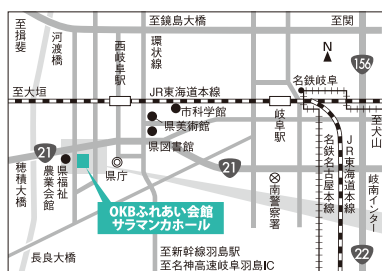 至鏡島大橋
至関
至揖斐
河渡橋
西岐阜駅
環状線
N
156
名鉄岐阜
至大垣
JR東海道本線
市科学館
県美術館
県図書館
岐阜駅
至犬山
21
21
県福祉農業会館
県庁
南警察署
名鉄名古屋本線
JR東海道本線
岐南インター
穂積大橋
OKBふれあい会館
サラマンカホール
長良大橋
至新幹線羽島駅
至名神高速岐阜羽島IC
22